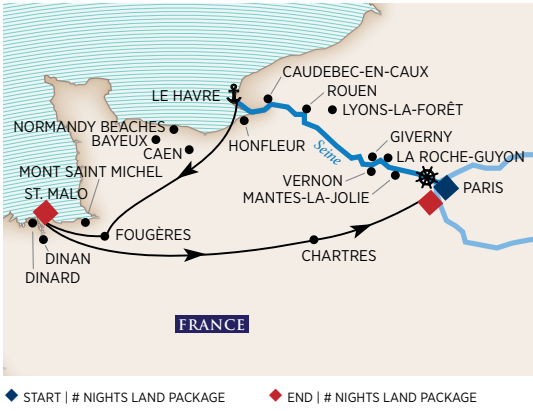 CAUDEBEC-EN-CAUX
LE HAVRE
ROUEN
LYONS-LA-FORÊT
NORMANDY BEACHES
BAYEUX
CAEN
HONFLEUR
Seine
GIVERNY
LA ROCHE-GUYON
MONT SAINT MICHEL
VERNON
MANTES-LA-JOLIE
PARIS
ST. MALO
FOUGÈRES
CHARTRES
DINAN
DINARD
FRANCE
START | # NIGHTS LAND PACKAGE
END | # NIGHTS LAND PACKAGE